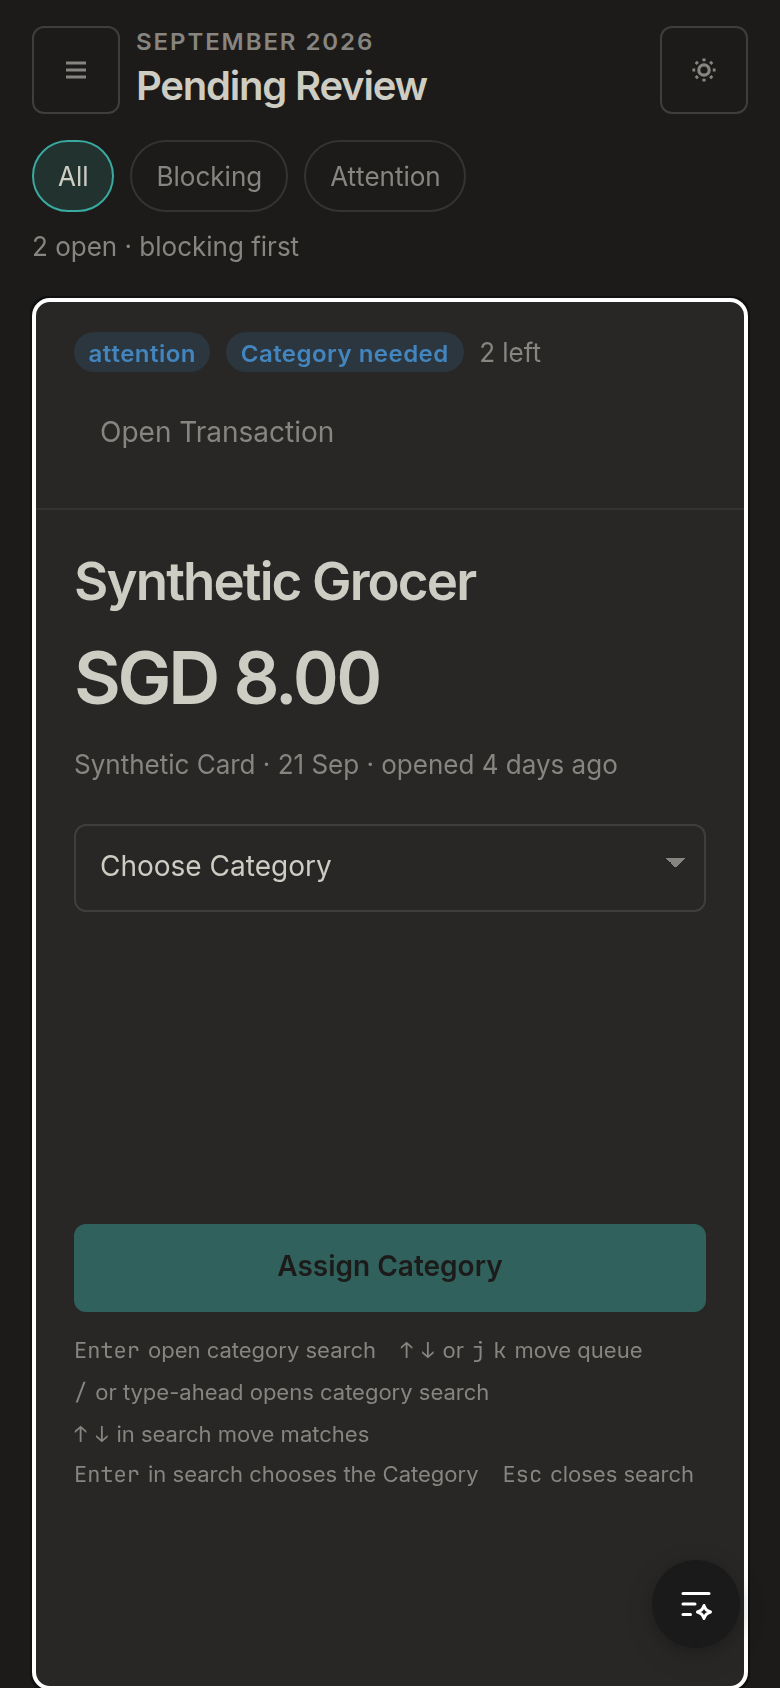 SEPTEMBER 2026
Pending Review
All
Blocking
Attention
2 open · blocking first
attention
Category needed
2 left
Open Transaction
Synthetic Grocer
SGD 8.00
Synthetic Card · 21 Sep · opened 4 days ago
Choose Category
Assign Category
Enter open category search ↑ ↓ or j k move queue
/ or type-ahead opens category search
↑ ↓ in search move matches
Enter in search chooses the Category Esc closes search